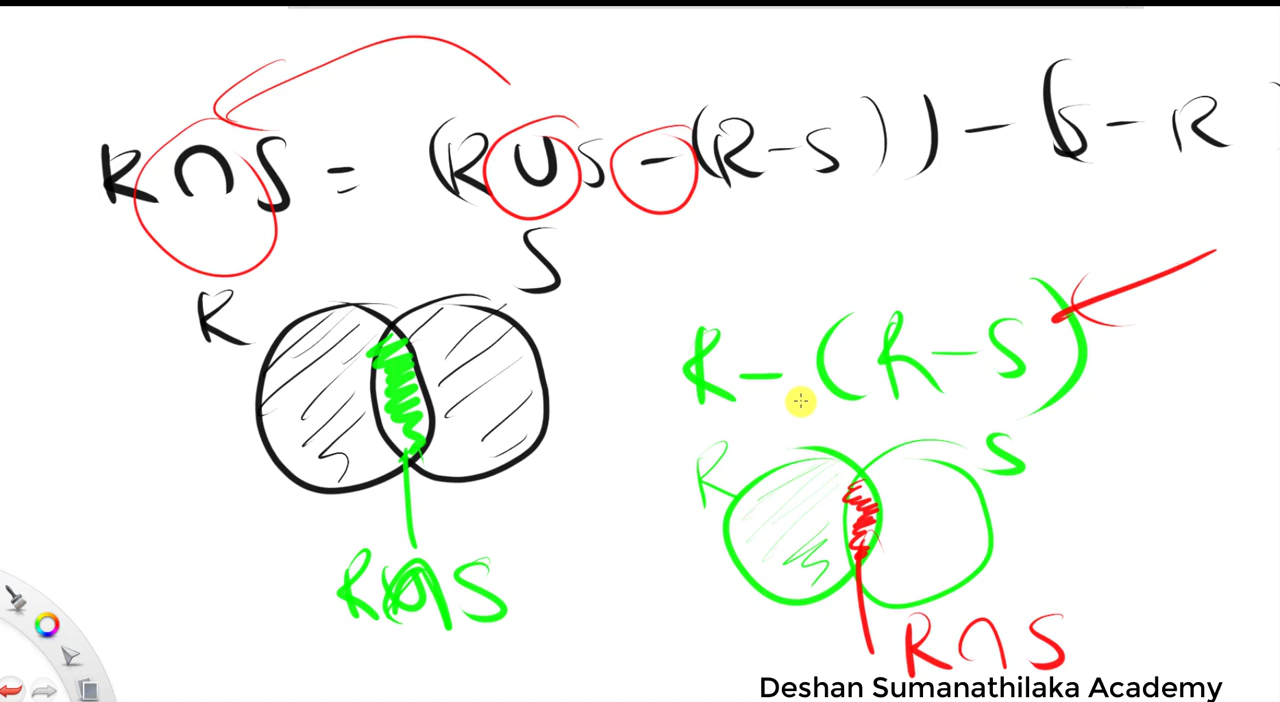 R ∩ S = (R ∪ S - (R - S)) - (S - R
S
R
R - (R - S)
R
S
R ∩ S
R ∩ S
Deshan Sumanathilaka Academy